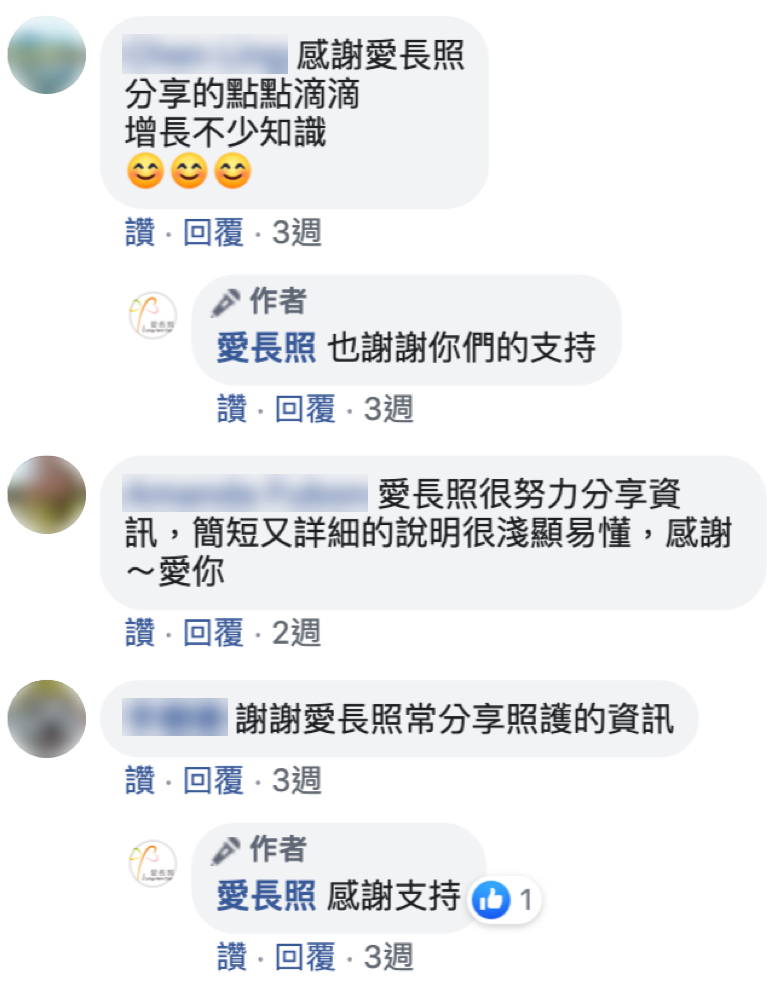 感謝愛長照
分享的點點滴滴
增長不少知識
讚 · 回覆 · 3週
作者
愛長照 也謝謝你們的支持
讚 · 回覆 · 3週
愛長照很努力分享資
訊，簡短又詳細的說明很淺顯易懂，感謝
～愛你
讚 · 回覆 · 2週
謝謝愛長照常分享照護的資訊
讚 · 回覆 · 3週
作者
愛長照 感謝支持
1
讚 · 回覆 · 3週